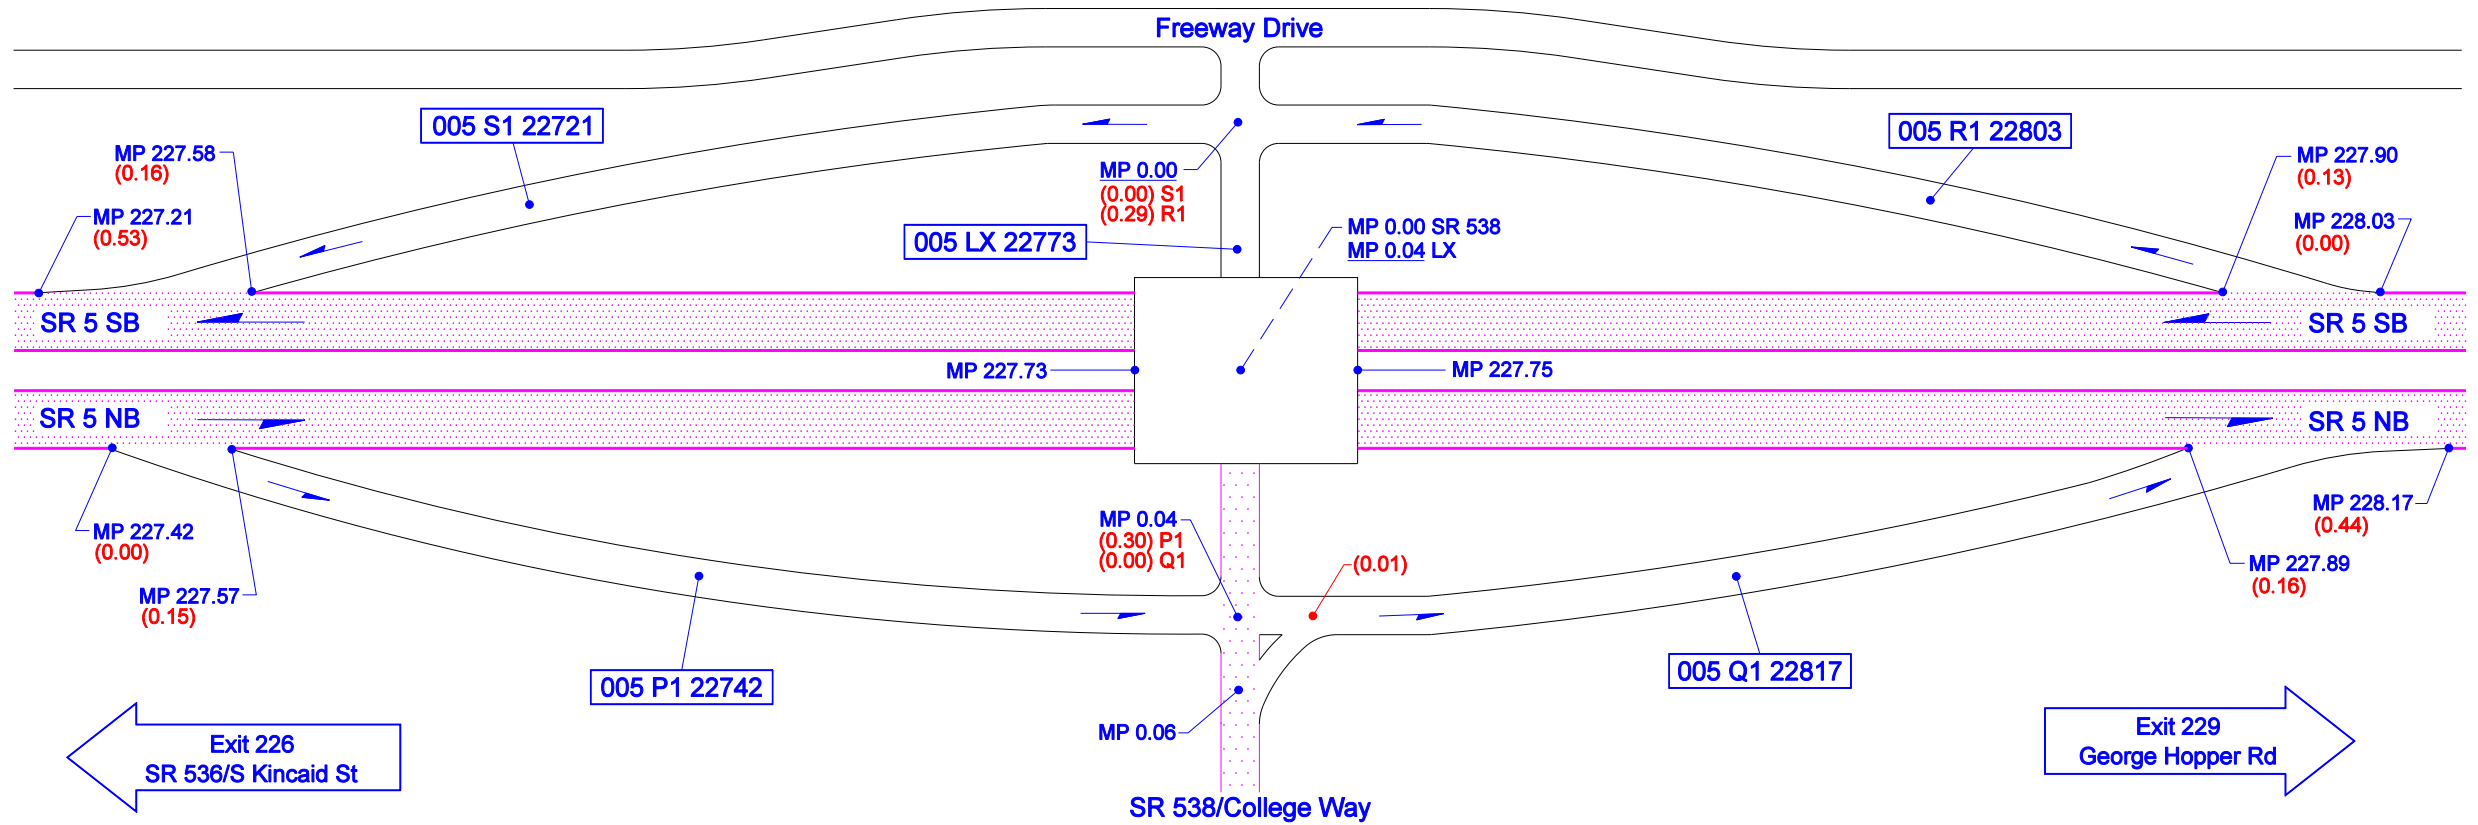 Freeway Drive
005 S1 22721
005 R1 22803
MP 227.58
(0.16)
MP 0.00
(0.00) S1
(0.29) R1
MP 227.90
(0.13)
MP 227.21
(0.53)
005 LX 22773
MP 0.00 SR 538
MP 0.04 LX
MP 228.03
(0.00)
SR 5 SB
SR 5 SB
MP 227.73
MP 227.75
SR 5 NB
SR 5 NB
MP 227.42
(0.00)
MP 0.04
(0.30) P1
(0.00) Q1
(0.01)
MP 228.17
(0.44)
MP 227.57
(0.15)
MP 227.89
(0.16)
005 P1 22742
005 Q1 22817
MP 0.06
Exit 226
SR 536/S Kincaid St
Exit 229
George Hopper Rd
SR 538/College Way